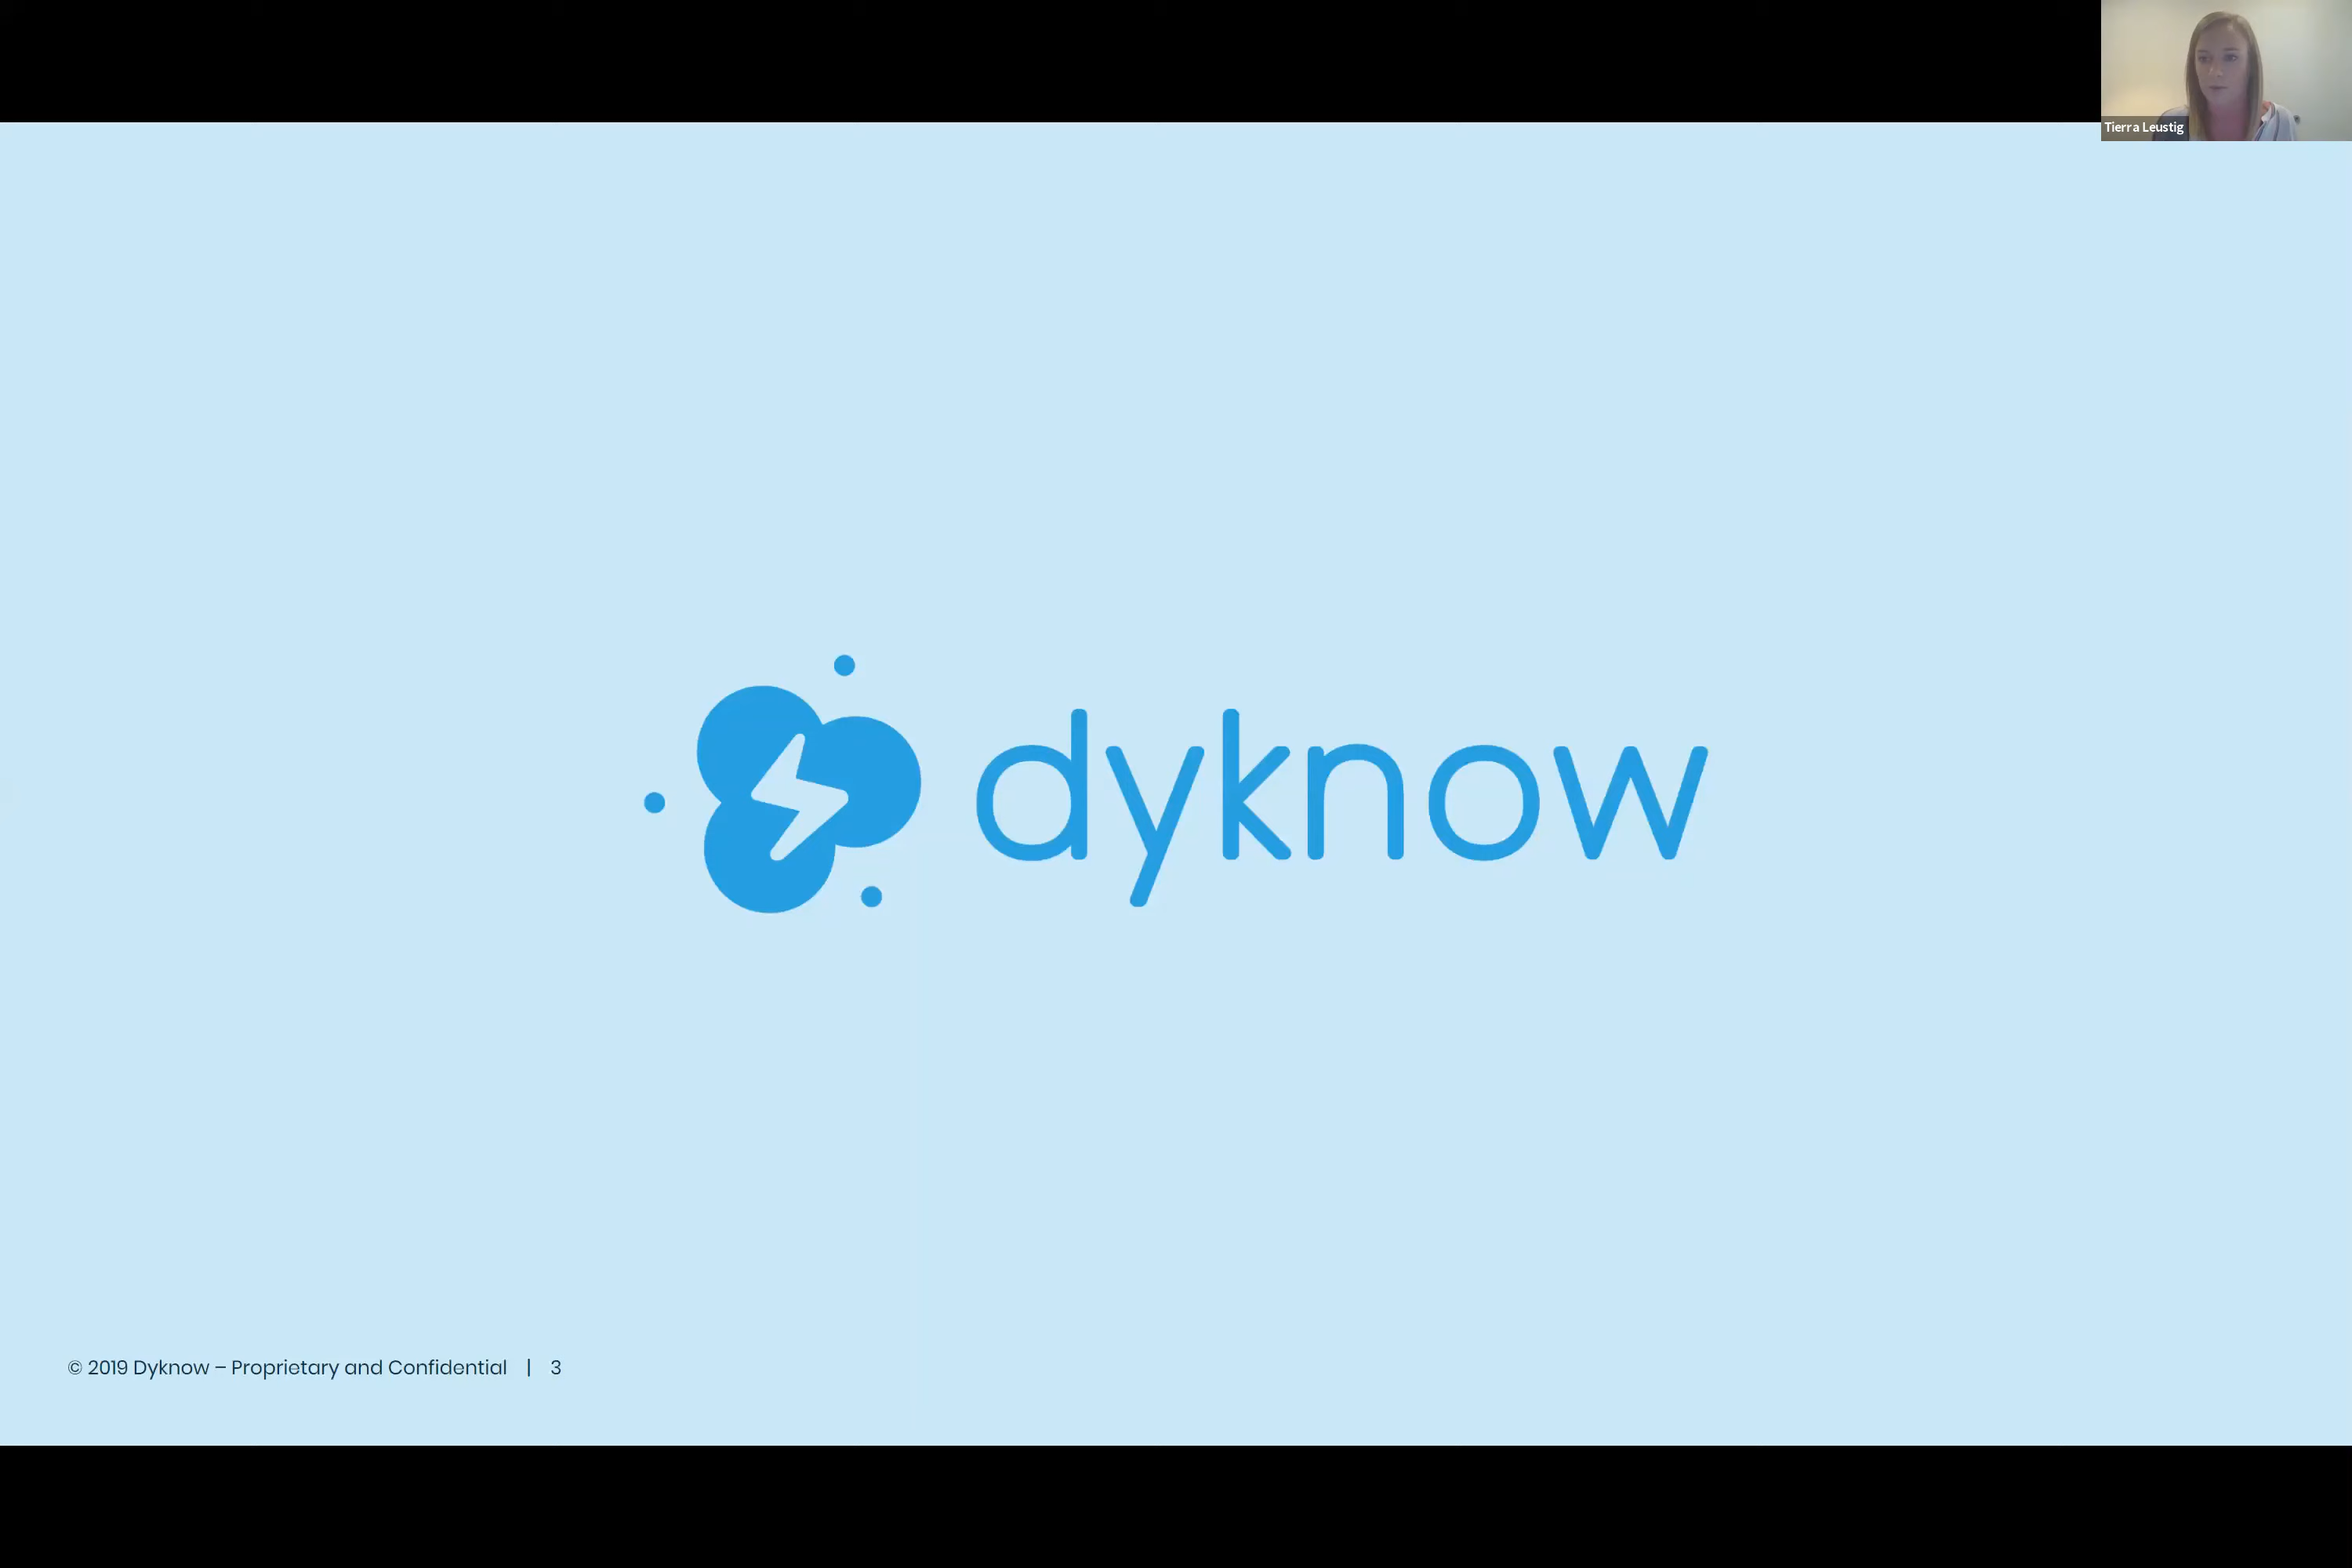 Tierra Leustig
dyknow
© 2019 Dyknow – Proprietary and Confidential | 3